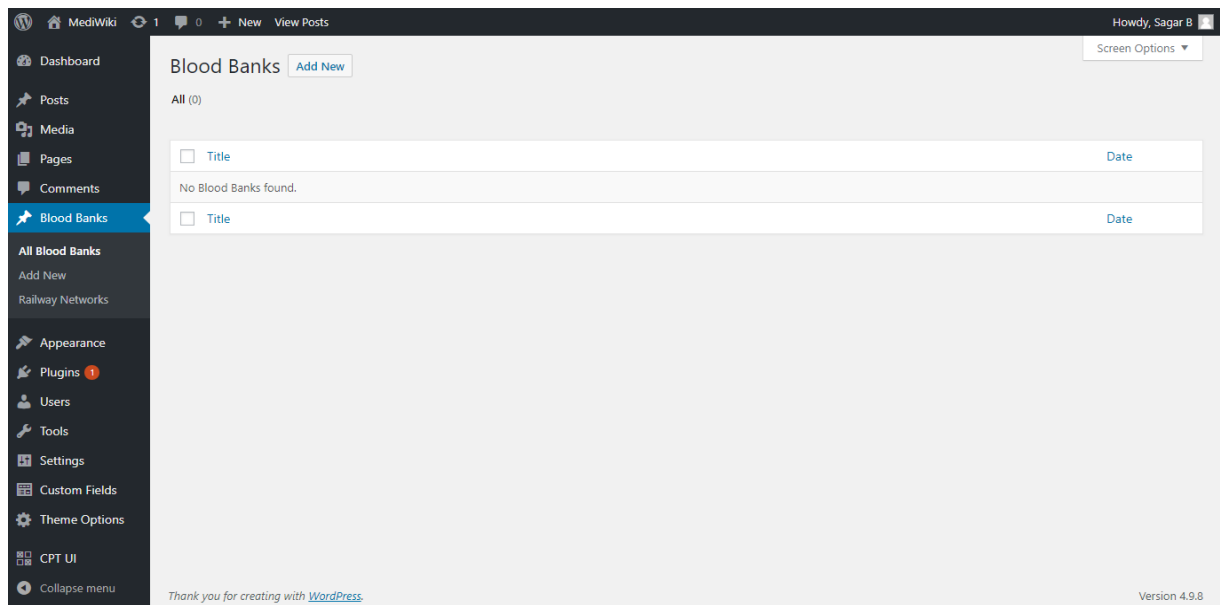 MediWiki 1 0 New View Posts Howdy, Sagar B
Screen Options ▼
Dashboard
Posts
Media
Pages
Comments
Blood Banks
All Blood Banks
Add New
Railway Networks
Appearance
Plugins 1
Users
Tools
Settings
Custom Fields
Theme Options
CPT UI
Collapse menu
Blood Banks Add New
All (0)
Title Date
No Blood Banks found.
Title Date
Thank you for creating with WordPress. Version 4.9.8